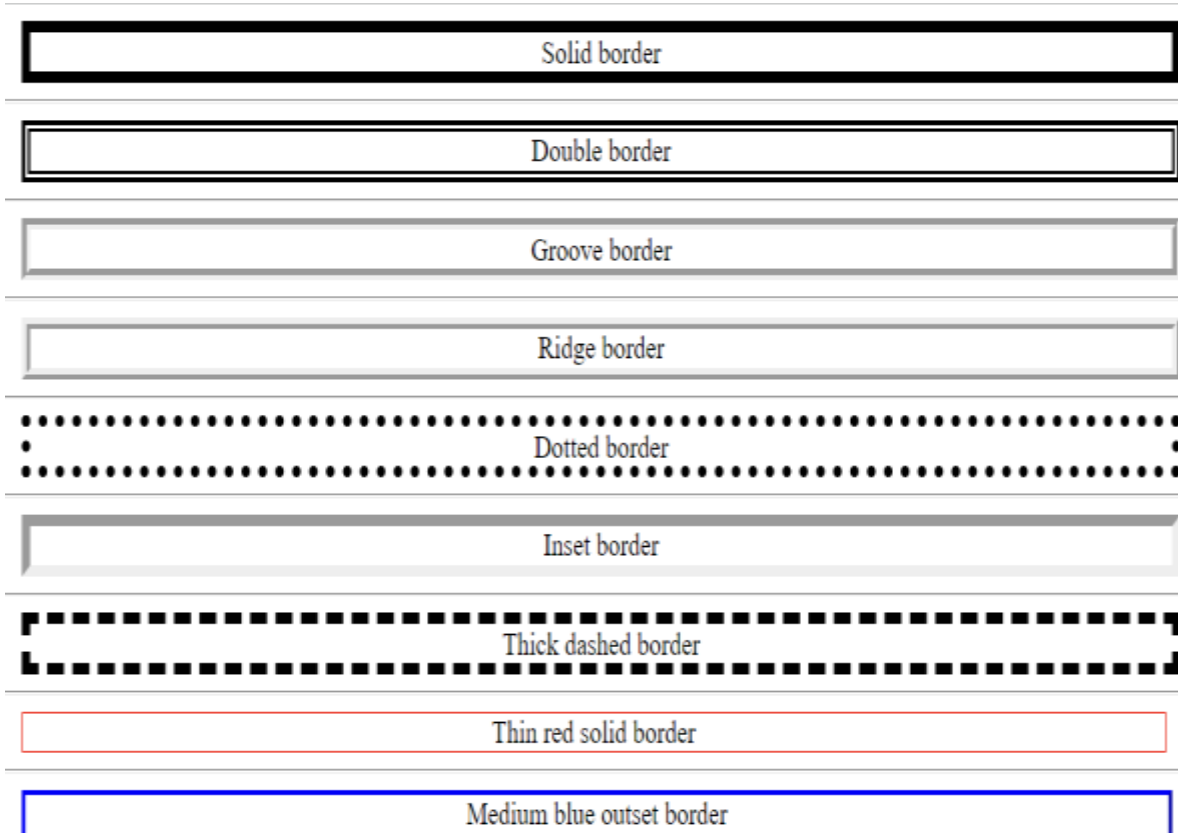 Solid border
Double border
Groove border
Ridge border
Dotted border
Inset border
Thick dashed border
Thin red solid border
Medium blue outset border